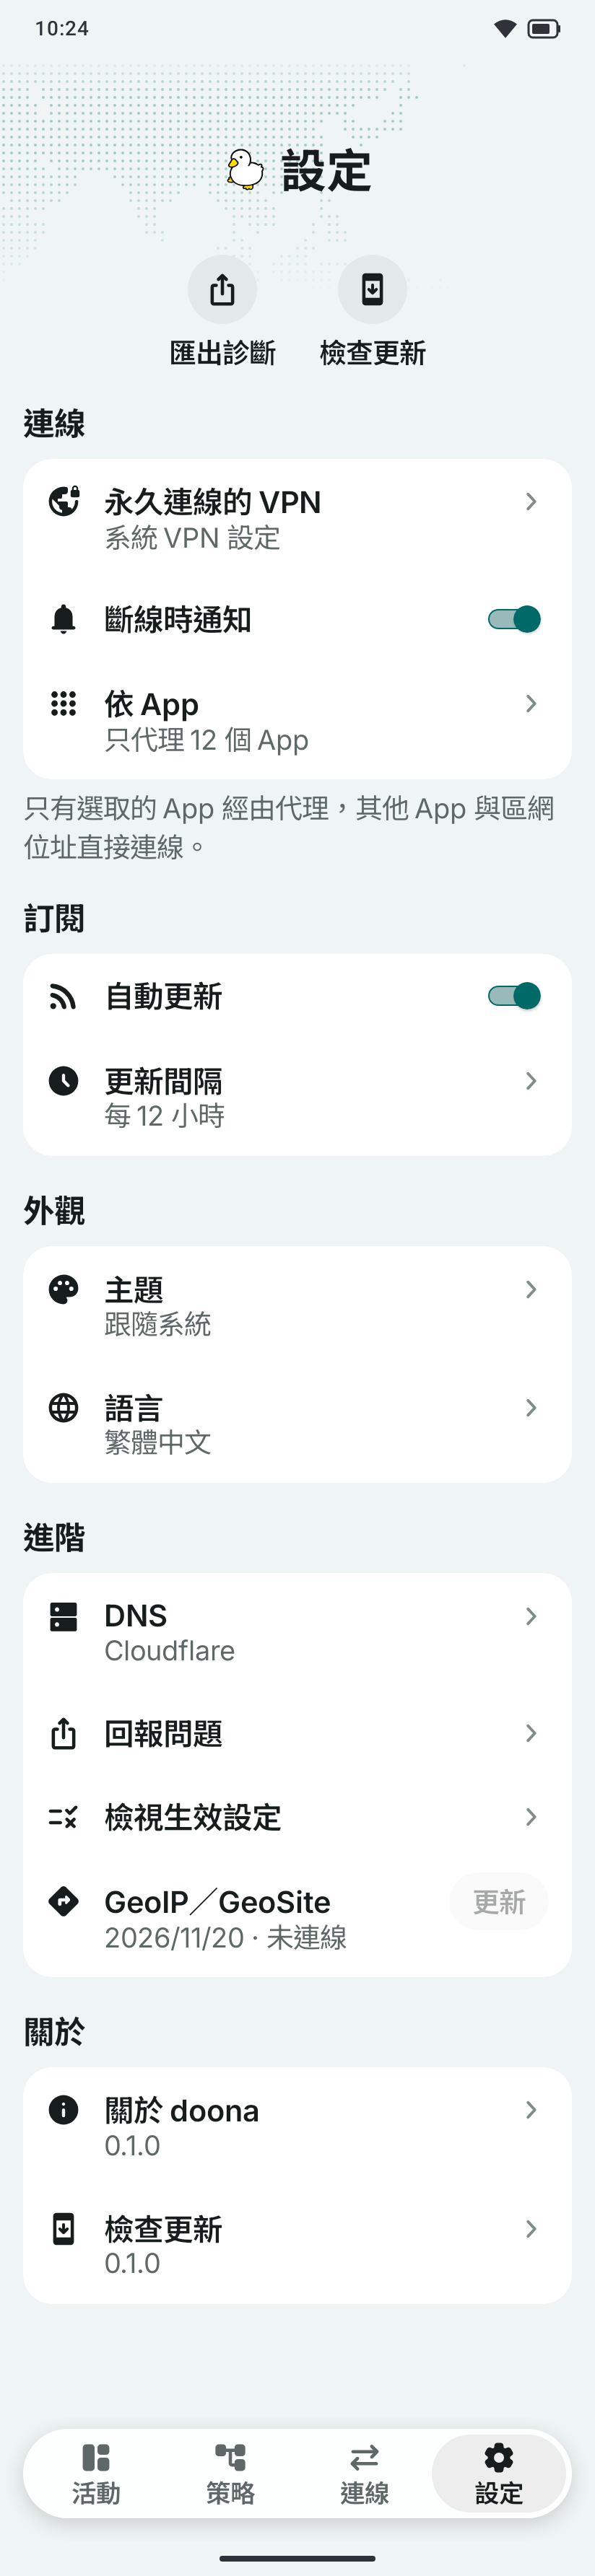 10:24
設定
匯出診斷
檢查更新
連線
永久連線的 VPN
系統 VPN 設定
斷線時通知
依 App
只代理 12 個 App
只有選取的 App 經由代理，其他 App 與區網
位址直接連線。
訂閱
自動更新
更新間隔
每 12 小時
外觀
主題
跟隨系統
語言
繁體中文
進階
DNS
Cloudflare
回報問題
檢視生效設定
GeoIP／GeoSite
更新
2026/11/20 · 未連線
關於
關於 doona
0.1.0
檢查更新
0.1.0
活動
策略
連線
設定